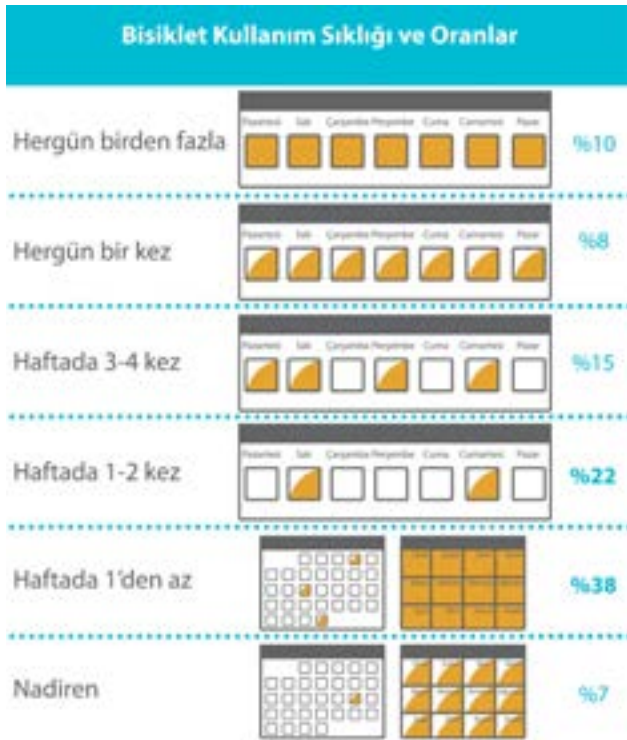 Bisiklet Kullanım Sıklığı ve Oranlar
Pazartesi Salı Çarşamba Perşembe Cuma Cumartesi Pazar
Hergün birden fazla %10
Pazartesi Salı Çarşamba Perşembe Cuma Cumartesi Pazar
Hergün bir kez %8
Pazartesi Salı Çarşamba Perşembe Cuma Cumartesi Pazar
Haftada 3-4 kez %15
Pazartesi Salı Çarşamba Perşembe Cuma Cumartesi Pazar
Haftada 1-2 kez %22
Haftada 1'den az %38
Nadiren %7